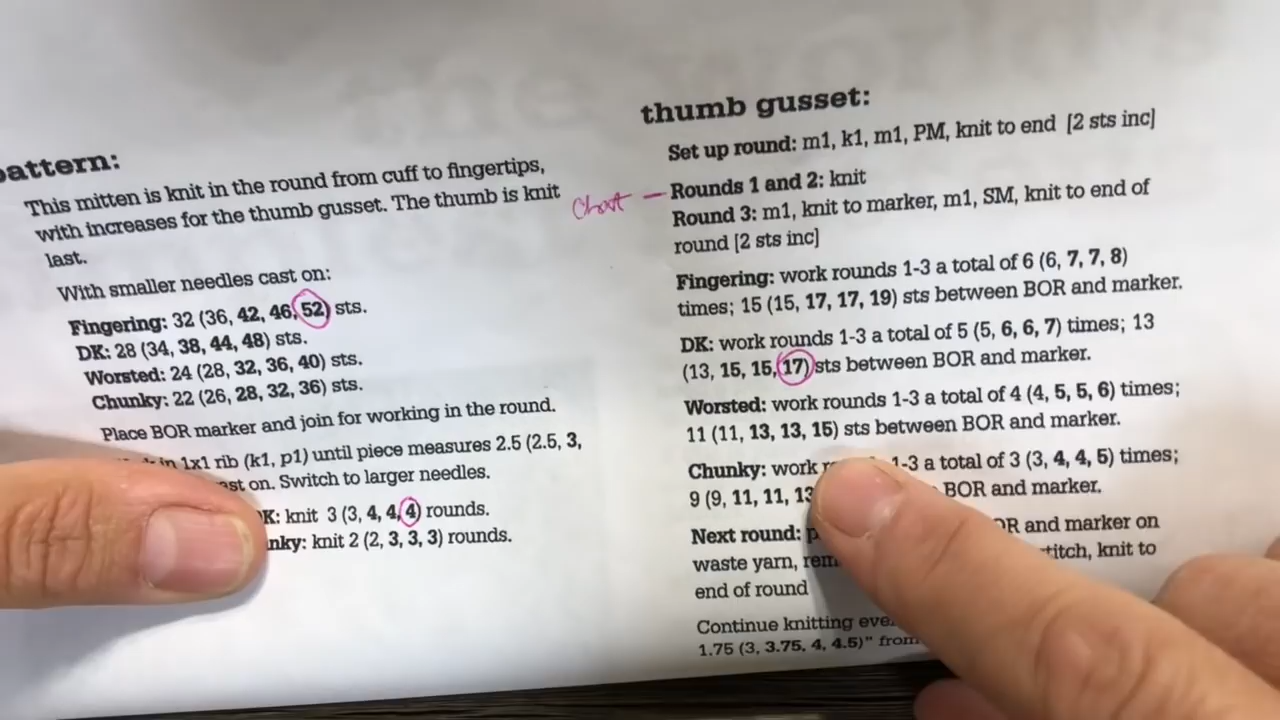 pattern:
This mitten is knit in the round from cuff to fingertips,
with increases for the thumb gusset. The thumb is knit
last.
With smaller needles cast on:
Fingering: 32 (36, 42, 46, 52) sts.
DK: 28 (34, 38, 44, 48) sts.
Worsted: 24 (28, 32, 36, 40) sts.
Chunky: 22 (26, 28, 32, 36) sts.
Place BOR marker and join for working in the round.
in 1x1 rib (k1, p1) until piece measures 2.5 (2.5, 3,
on. Switch to larger needles.
K: knit 3 (3, 4, 4, 4) rounds.
nky: knit 2 (2, 3, 3, 3) rounds.
thumb gusset:
Set up round: m1, k1, m1, PM, knit to end [2 sts inc]
Chart — Rounds 1 and 2: knit
Round 3: m1, knit to marker, m1, SM, knit to end of
round [2 sts inc]
Fingering: work rounds 1-3 a total of 6 (6, 7, 7, 8)
times; 15 (15, 17, 17, 19) sts between BOR and marker.
DK: work rounds 1-3 a total of 5 (5, 6, 6, 7) times; 13
(13, 15, 15, 17) sts between BOR and marker.
Worsted: work rounds 1-3 a total of 4 (4, 5, 5, 6) times;
11 (11, 13, 13, 15) sts between BOR and marker.
Chunky: work 1-3 a total of 3 (3, 4, 4, 5) times;
9 (9, 11, 11, 13 BOR and marker.
Next round: OR and marker on
waste yarn, rem titch, knit to
end of round
Continue knitting eve
1.75 (3, 3.75, 4, 4.5)" from